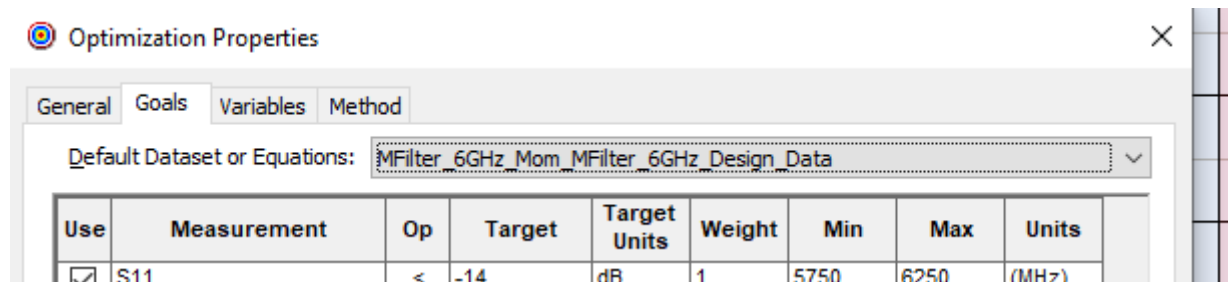 Optimization Properties
General Goals Variables Method
Default Dataset or Equations: MFilter_6GHz_Mom_MFilter_6GHz_Design_Data
Use Measurement Op Target Target Units Weight Min Max Units
S11 < -14 dB 1 5750 6250 (MHz)